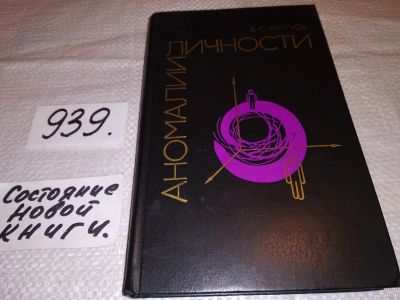 939.
Состояние
новой
книги.
Б.С. БРАТУСЬ
АНОМАЛИИ
ЛИЧНОСТИ